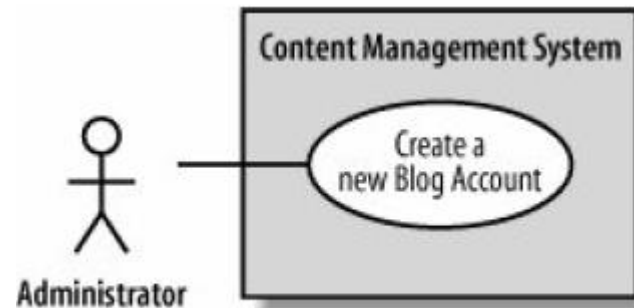 Content Management System
Create a
new Blog Account
Administrator